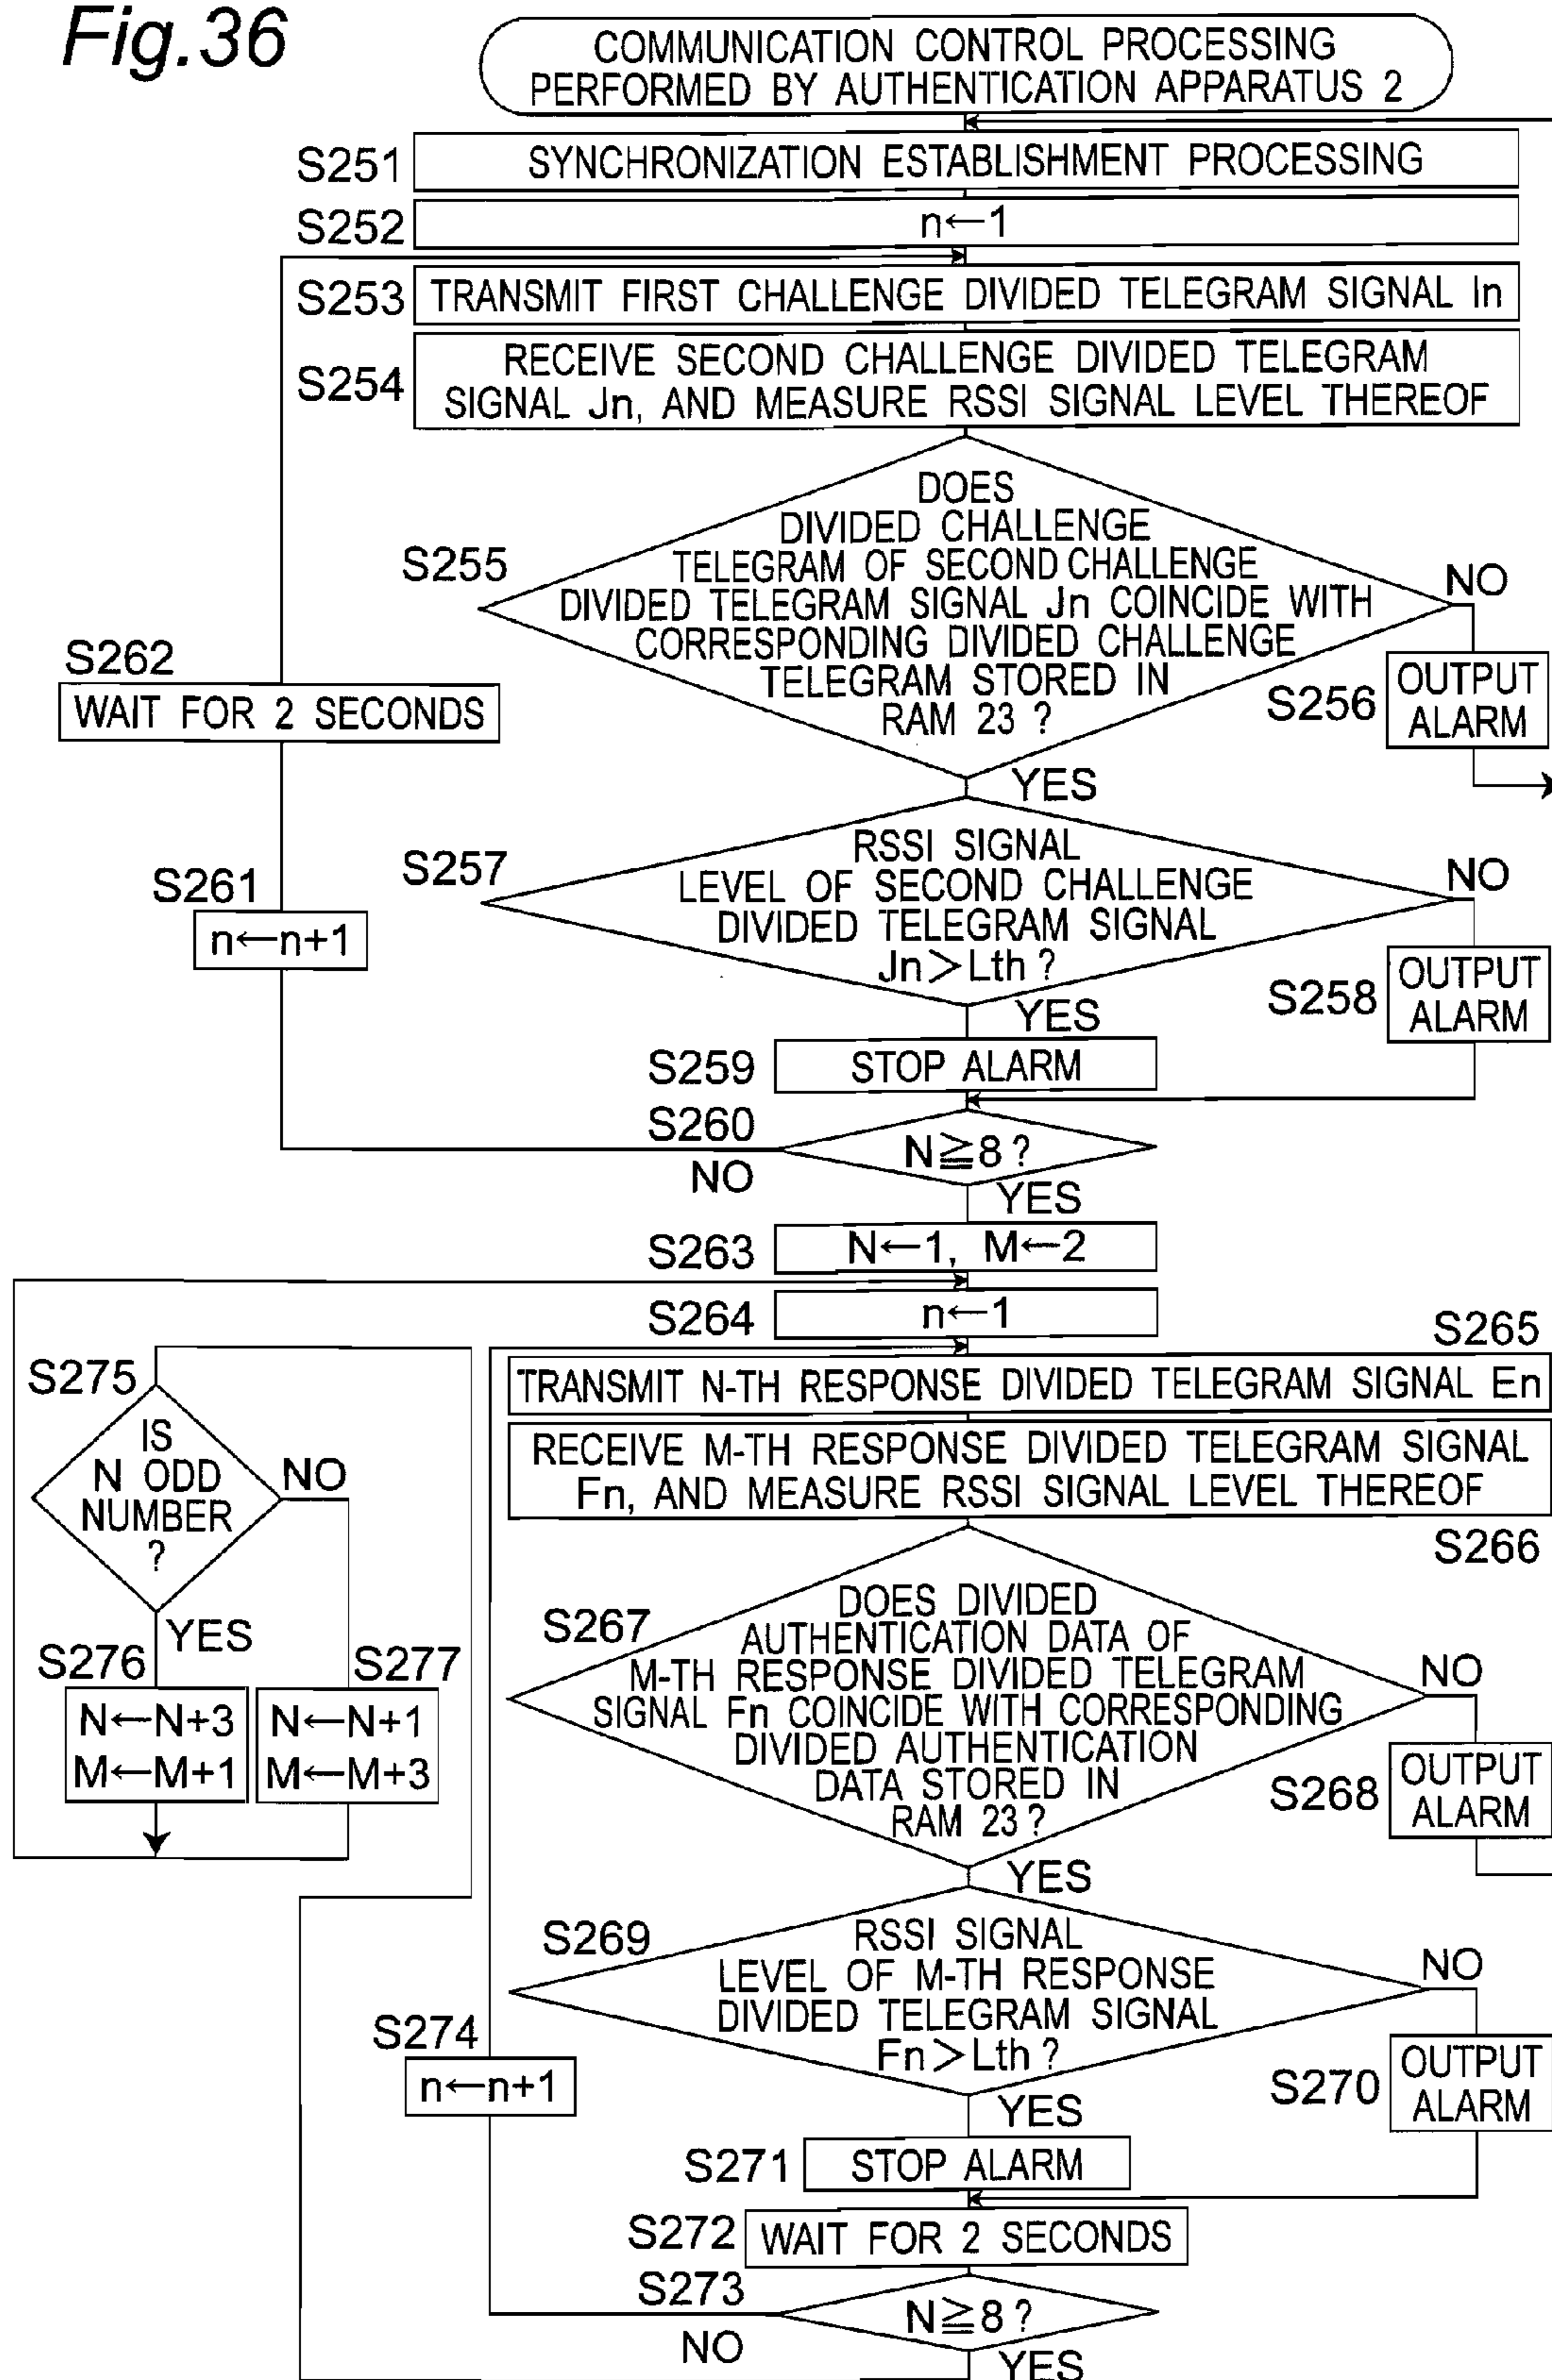 Fig.36
COMMUNICATION CONTROL PROCESSING
PERFORMED BY AUTHENTICATION APPARATUS 2
S251
SYNCHRONIZATION ESTABLISHMENT PROCESSING
S252
n←1
S253
TRANSMIT FIRST CHALLENGE DIVIDED TELEGRAM SIGNAL In
S254
RECEIVE SECOND CHALLENGE DIVIDED TELEGRAM
SIGNAL Jn, AND MEASURE RSSI SIGNAL LEVEL THEREOF
S255
DOES
DIVIDED CHALLENGE
TELEGRAM OF SECOND CHALLENGE
DIVIDED TELEGRAM SIGNAL Jn COINCIDE WITH
CORRESPONDING DIVIDED CHALLENGE
TELEGRAM STORED IN
RAM 23 ?
NO
S256
OUTPUT
ALARM
YES
S262
WAIT FOR 2 SECONDS
S257
RSSI SIGNAL
LEVEL OF SECOND CHALLENGE
DIVIDED TELEGRAM SIGNAL
Jn>Lth ?
NO
S258
OUTPUT
ALARM
YES
S261
n←n+1
S259
STOP ALARM
S260
N≧8 ?
NO
YES
S263
N←1, M←2
S264
n←1
S265
TRANSMIT N-TH RESPONSE DIVIDED TELEGRAM SIGNAL En
RECEIVE M-TH RESPONSE DIVIDED TELEGRAM SIGNAL
Fn, AND MEASURE RSSI SIGNAL LEVEL THEREOF
S266
S275
IS
N ODD
NUMBER
?
NO
YES
S276
N←N+3
M←M+1
S277
N←N+1
M←M+3
S267
DOES DIVIDED
AUTHENTICATION DATA OF
M-TH RESPONSE DIVIDED TELEGRAM
SIGNAL Fn COINCIDE WITH CORRESPONDING
DIVIDED AUTHENTICATION
DATA STORED IN
RAM 23 ?
NO
S268
OUTPUT
ALARM
YES
S269
RSSI SIGNAL
LEVEL OF M-TH RESPONSE
DIVIDED TELEGRAM SIGNAL
Fn>Lth ?
NO
S270
OUTPUT
ALARM
YES
S274
n←n+1
S271
STOP ALARM
S272
WAIT FOR 2 SECONDS
S273
N≧8 ?
NO
YES